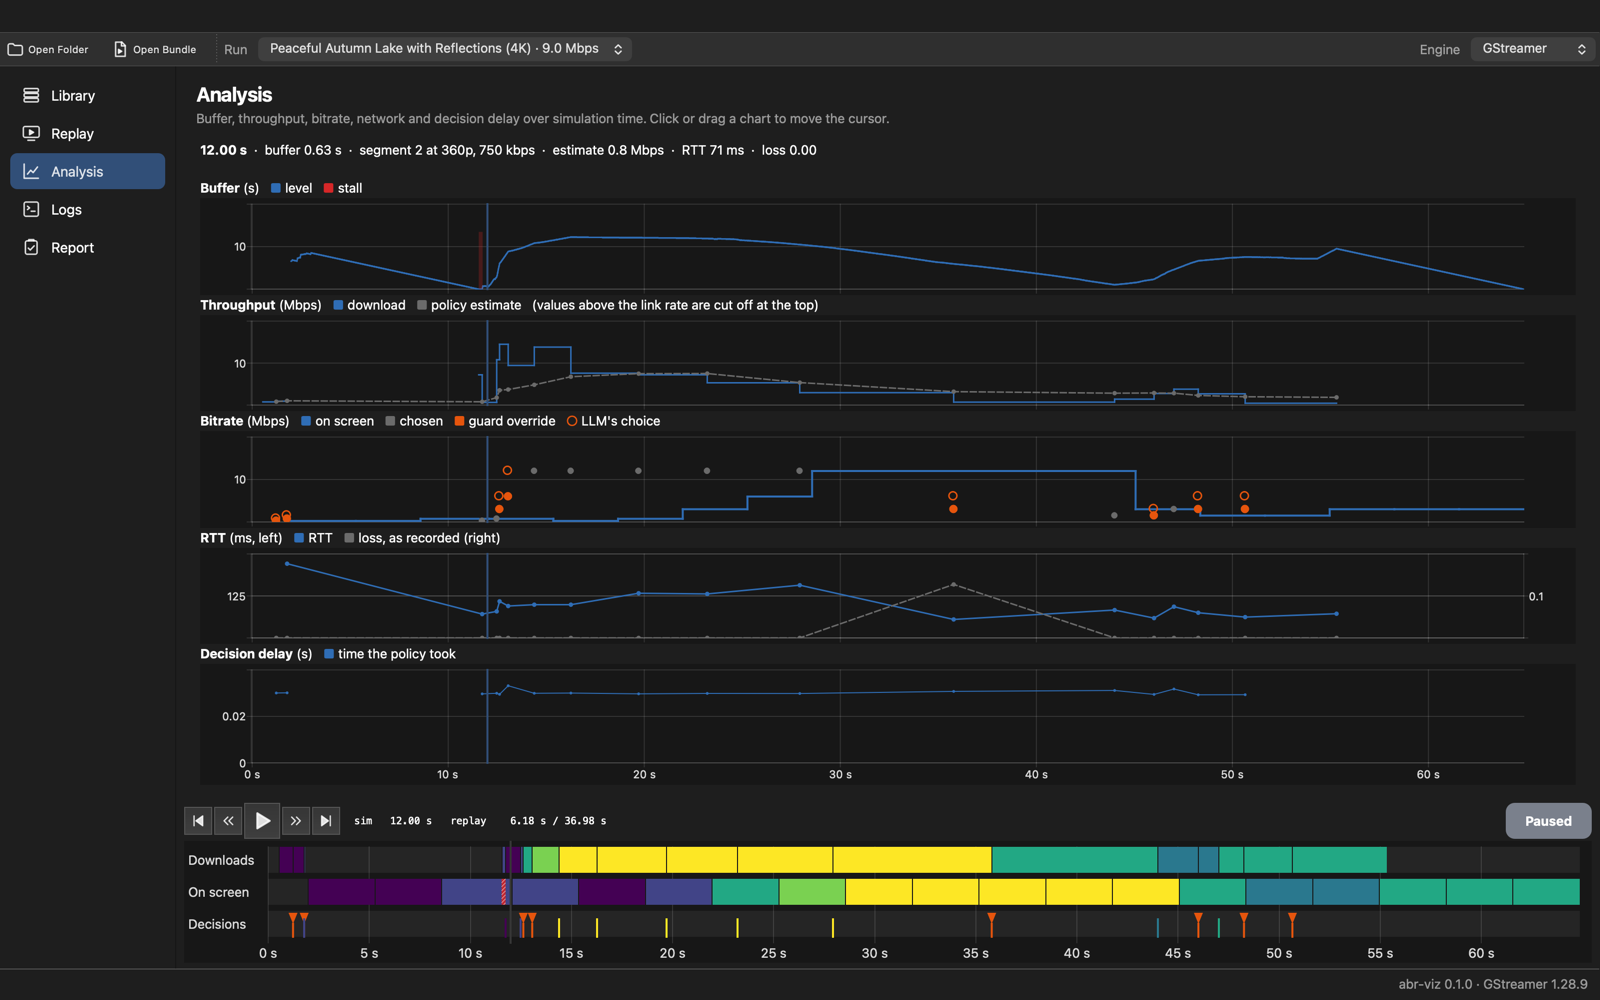 Open Folder
Open Bundle
Run
Peaceful Autumn Lake with Reflections (4K) · 9.0 Mbps
Engine
GStreamer
Library
Replay
Analysis
Logs
Report
Analysis
Buffer, throughput, bitrate, network and decision delay over simulation time. Click or drag a chart to move the cursor.
12.00 s · buffer 0.63 s · segment 2 at 360p, 750 kbps · estimate 0.8 Mbps · RTT 71 ms · loss 0.00
Buffer (s) level stall
10
Throughput (Mbps) download policy estimate (values above the link rate are cut off at the top)
10
Bitrate (Mbps) on screen chosen guard override LLM's choice
10
RTT (ms, left) RTT loss, as recorded (right)
125
0.1
Decision delay (s) time the policy took
0.02
0
0 s 10 s 20 s 30 s 40 s 50 s 60 s
sim 12.00 s replay 6.18 s / 36.98 s
Paused
Downloads
On screen
Decisions
0 s 5 s 10 s 15 s 20 s 25 s 30 s 35 s 40 s 45 s 50 s 55 s 60 s
abr-viz 0.1.0 · GStreamer 1.28.9